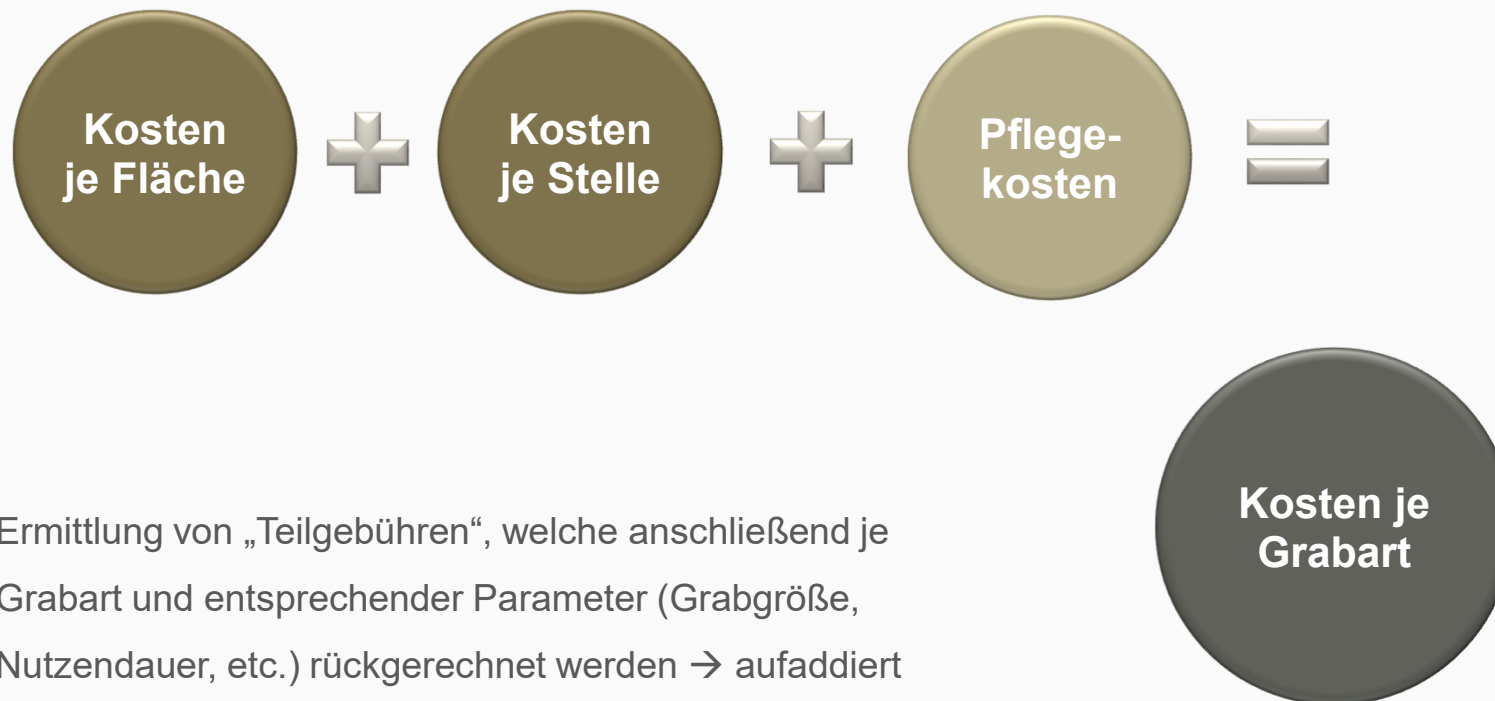 Kosten
je Fläche
Kosten
je Stelle
Pflege-
kosten
Kosten je
Grabart
Ermittlung von „Teilgebühren“, welche anschließend je
Grabart und entsprechender Parameter (Grabgröße,
Nutzendauer, etc.) rückgerechnet werden → aufaddiert